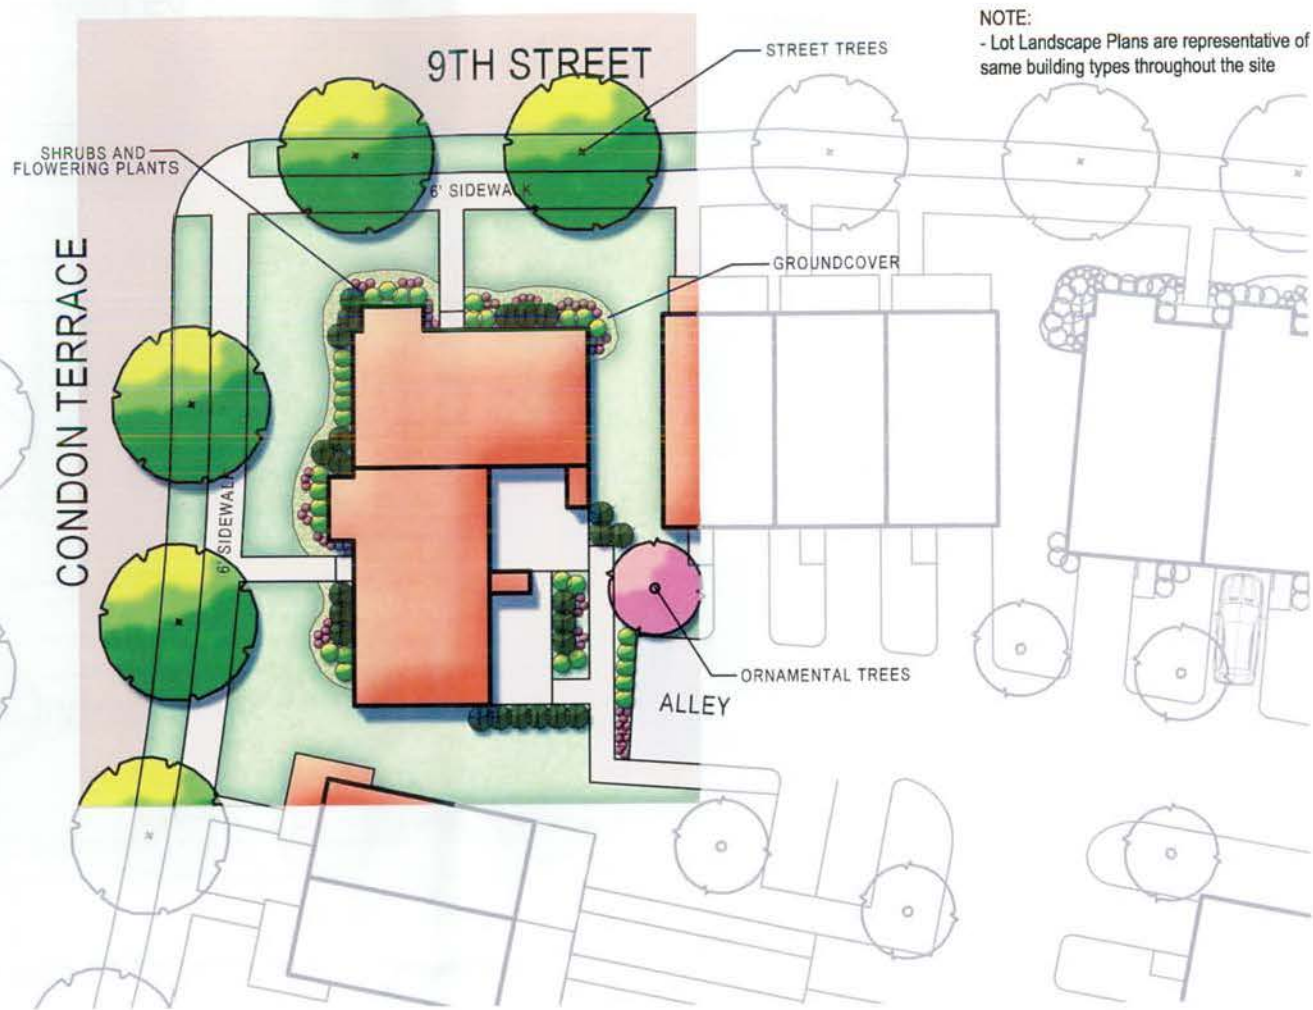 NOTE:
- Lot Landscape Plans are representative of
same building types throughout the site
9TH STREET
STREET TREES
SHRUBS AND
FLOWERING PLANTS
6' SIDEWALK
GROUNDCOVER
CONDON TERRACE
6' SIDEWALK
ORNAMENTAL TREES
ALLEY